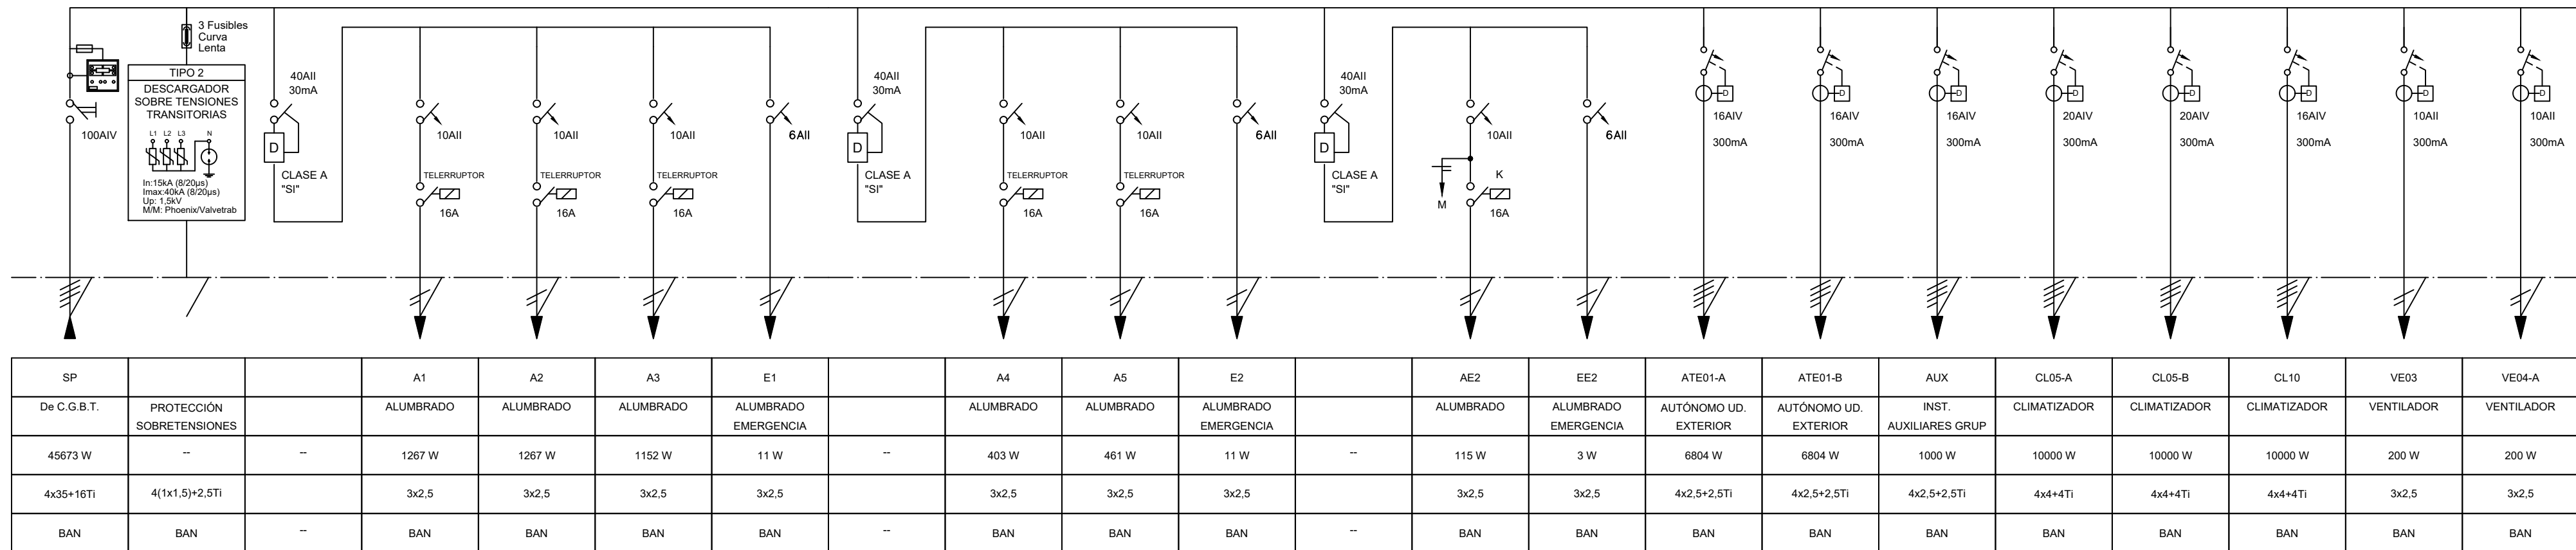 3 Fusibles
Curva
Lenta
100AIV
TIPO 2
DESCARGADOR
SOBRE TENSIONES
TRANSITORIAS
L1 L2 L3 N
In:15kA (8/20µs)
Imax:40kA (8/20µs)
Up: 1,5kV
M/M: Phoenix/Valvetrab
40AII
30mA
D
CLASE A
"SI"
10AII
TELERRUPTOR
16A
10AII
TELERRUPTOR
16A
10AII
TELERRUPTOR
16A
6AII
40AII
30mA
D
CLASE A
"SI"
10AII
TELERRUPTOR
16A
10AII
TELERRUPTOR
16A
6AII
40AII
30mA
D
CLASE A
"SI"
10AII
M
K
16A
6AII
D
16AIV
300mA
D
16AIV
300mA
D
16AIV
300mA
D
20AIV
300mA
D
20AIV
300mA
D
16AIV
300mA
D
10AII
300mA
D
10AII
300mA
SP A1 A2 A3 E1 A4 A5 E2 AE2 EE2 ATE01-A ATE01-B AUX CL05-A CL05-B CL10 VE03 VE04-A
De C.G.B.T. PROTECCIÓN ALUMBRADO ALUMBRADO ALUMBRADO ALUMBRADO ALUMBRADO ALUMBRADO ALUMBRADO ALUMBRADO ALUMBRADO AUTÓNOMO UD. AUTÓNOMO UD. INST. CLIMATIZADOR CLIMATIZADOR CLIMATIZADOR VENTILADOR VENTILADOR
SOBRETENSIONES EMERGENCIA EMERGENCIA EMERGENCIA EXTERIOR EXTERIOR AUXILIARES GRUP
45673 W -- -- 1267 W 1267 W 1152 W 11 W -- 403 W 461 W 11 W -- 115 W 3 W 6804 W 6804 W 1000 W 10000 W 10000 W 10000 W 200 W 200 W
4x35+16Ti 4(1x1,5)+2,5Ti 3x2,5 3x2,5 3x2,5 3x2,5 3x2,5 3x2,5 3x2,5 3x2,5 3x2,5 4x2,5+2,5Ti 4x2,5+2,5Ti 4x2,5+2,5Ti 4x4+4Ti 4x4+4Ti 4x4+4Ti 3x2,5 3x2,5
BAN BAN -- BAN BAN BAN BAN -- BAN BAN BAN -- BAN BAN BAN BAN BAN BAN BAN BAN BAN BAN